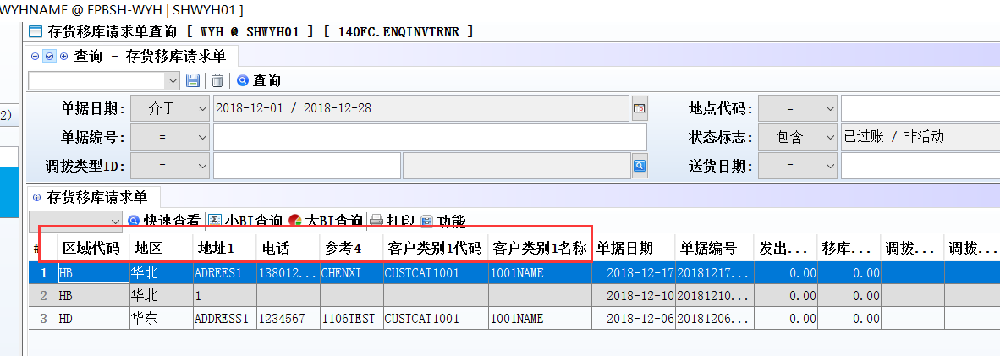 WYHNAME @ EPBSH-WYH | SHWYH01 ]
存货移库请求单查询 [ WYH @ SHWYH01 ] [ 140FC.ENQINVTRNR ]
查询 - 存货移库请求单
查询
单据日期: 介于 2018-12-01 / 2018-12-28 地点代码: =
2)
单据编号: = 状态标志: 包含 已过账 / 非活动
调拨类型ID: = 送货日期: =
存货移库请求单
快速查看 小BI查询 大BI查询 打印 功能
# 区域代码 地区 地址1 电话 参考4 客户类别1代码 客户类别1名称 单据日期 单据编号 发出... 移库... 调拨... 调拨...
1 HB 华北 ADREES1 138012... CHENXI CUSTCAT1001 1001NAME 2018-12-17 20181217... 0.00 0.00
2 HB 华北 1 2018-12-10 20181210... 0.00 0.00
3 HD 华东 ADDRESS1 1234567 1106TEST CUSTCAT1001 1001NAME 2018-12-06 20181206... 0.00 0.00